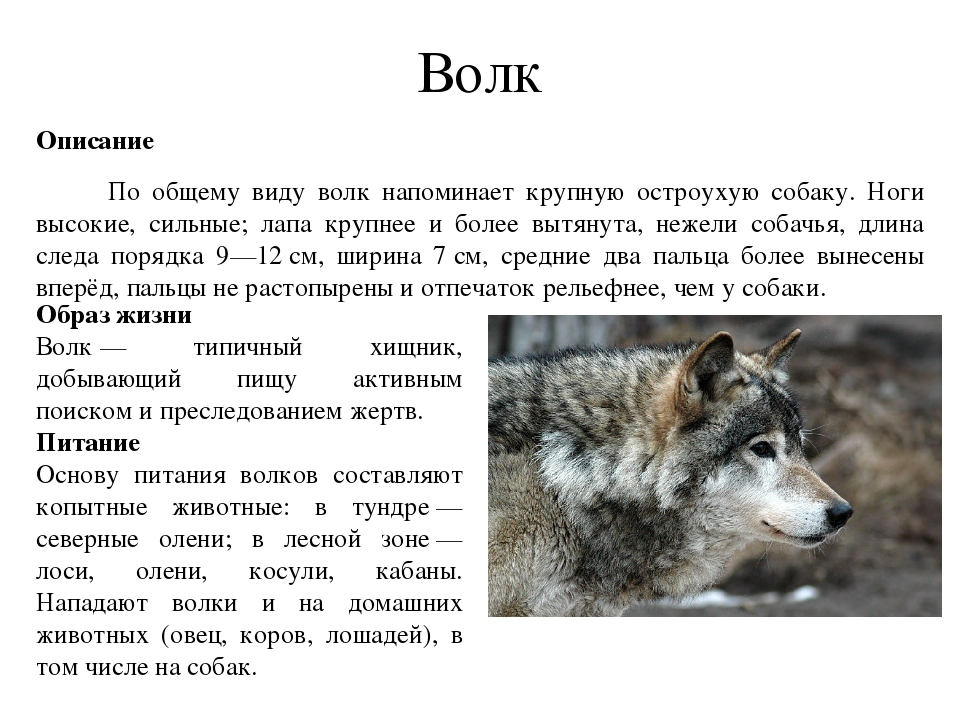 Волк
Описание
По общему виду волк напоминает крупную остроухую собаку. Ноги
высокие, сильные; лапа крупнее и более вытянута, нежели собачья, длина
следа порядка 9—12 см, ширина 7 см, средние два пальца более вынесены
вперёд, пальцы не растопырены и отпечаток рельефнее, чем у собаки.
Образ жизни
Волк — типичный хищник,
добывающий пищу активным
поиском и преследованием жертв.
Питание
Основу питания волков составляют
копытные животные: в тундре —
северные олени; в лесной зоне —
лоси, олени, косули, кабаны.
Нападают волки и на домашних
животных (овец, коров, лошадей), в
том числе на собак.